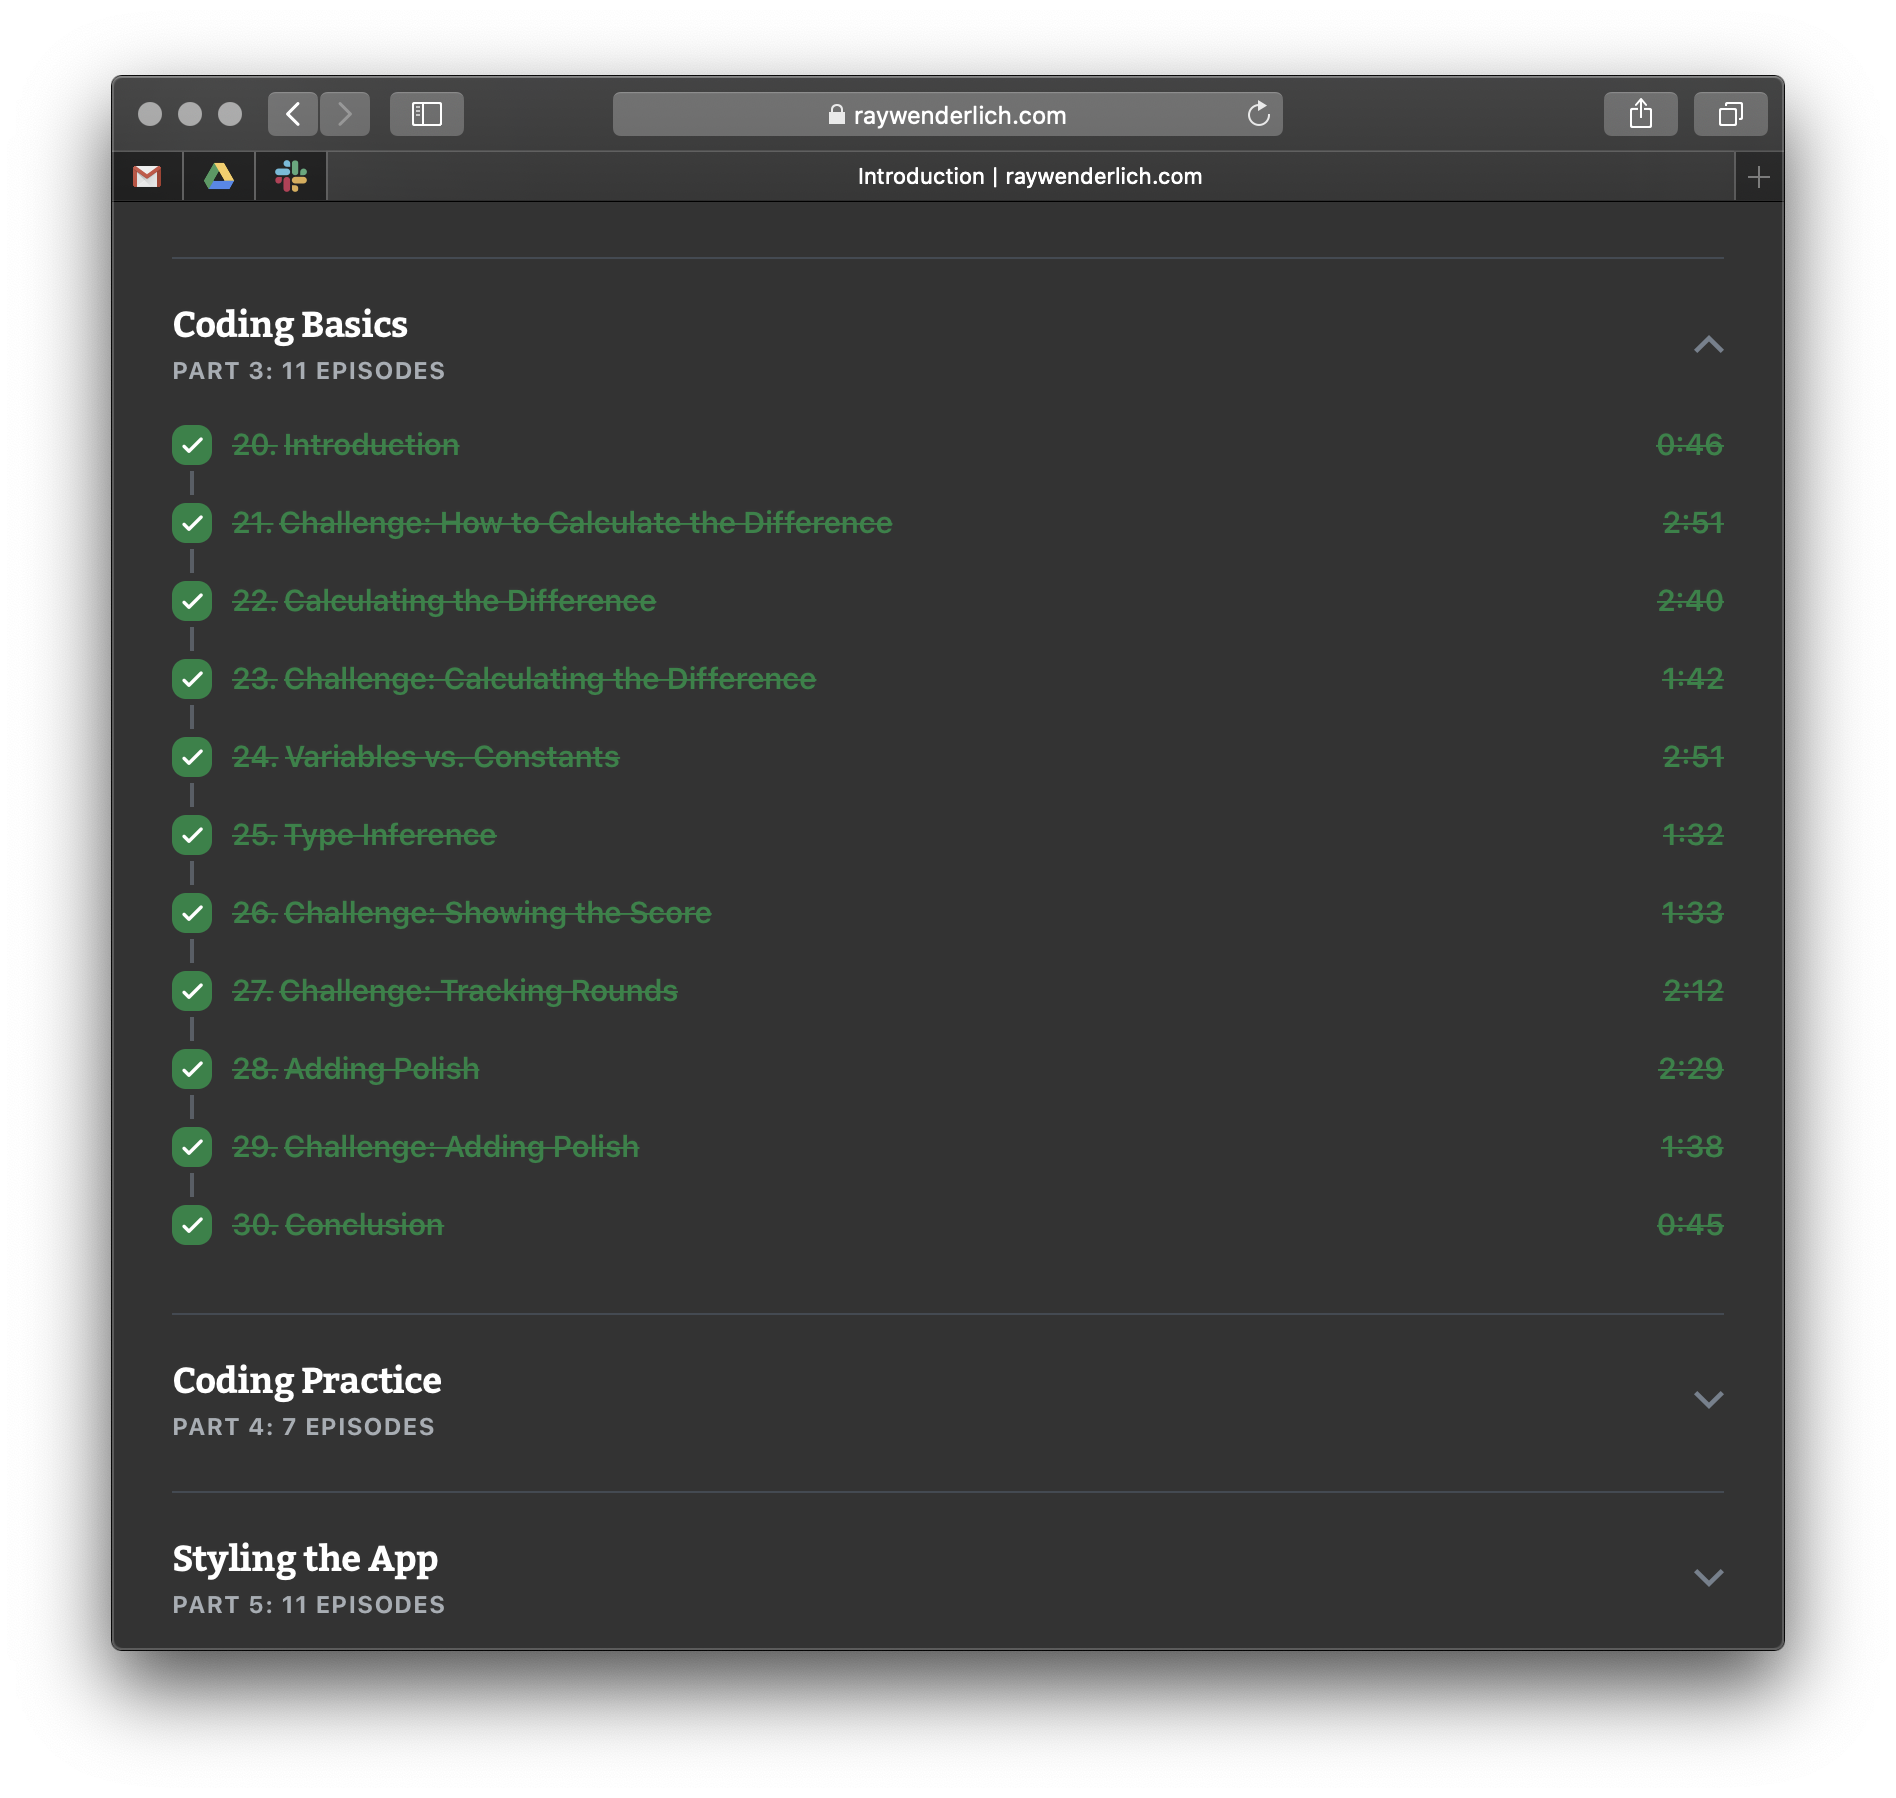 raywenderlich.com
Introduction | raywenderlich.com
Coding Basics
PART 3: 11 EPISODES
20. Introduction 0:46
21. Challenge: How to Calculate the Difference 2:51
22. Calculating the Difference 2:40
23. Challenge: Calculating the Difference 1:42
24. Variables vs. Constants 2:51
25. Type Inference 1:32
26. Challenge: Showing the Score 1:33
27. Challenge: Tracking Rounds 2:12
28. Adding Polish 2:29
29. Challenge: Adding Polish 1:38
30. Conclusion 0:45
Coding Practice
PART 4: 7 EPISODES
Styling the App
PART 5: 11 EPISODES